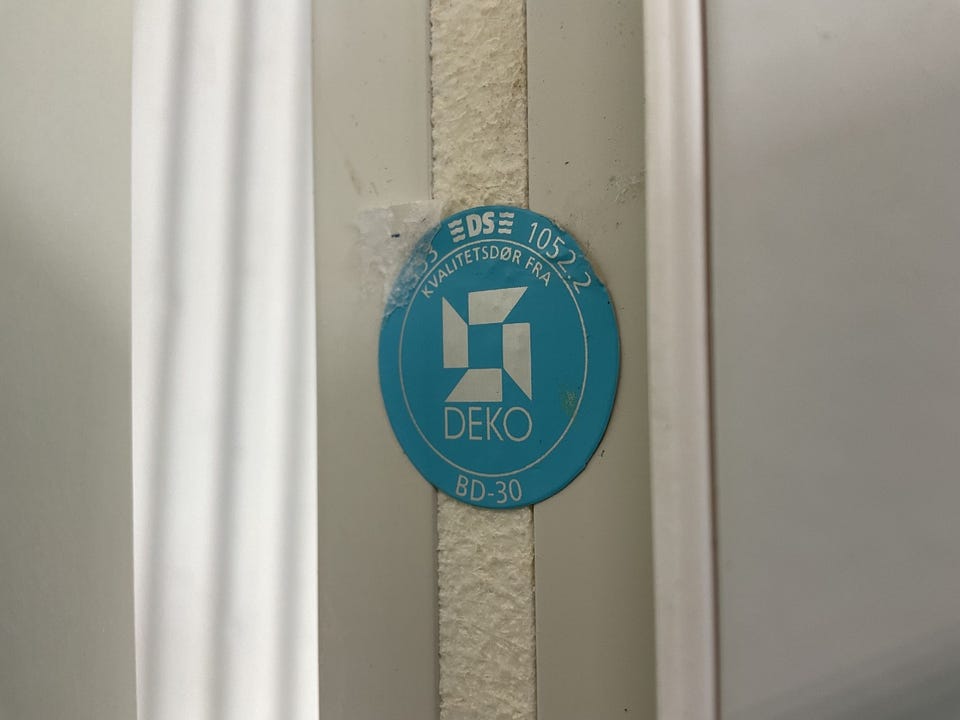 DS 1052.2
KVALITETSDØR FRA
DEKO
BD-30